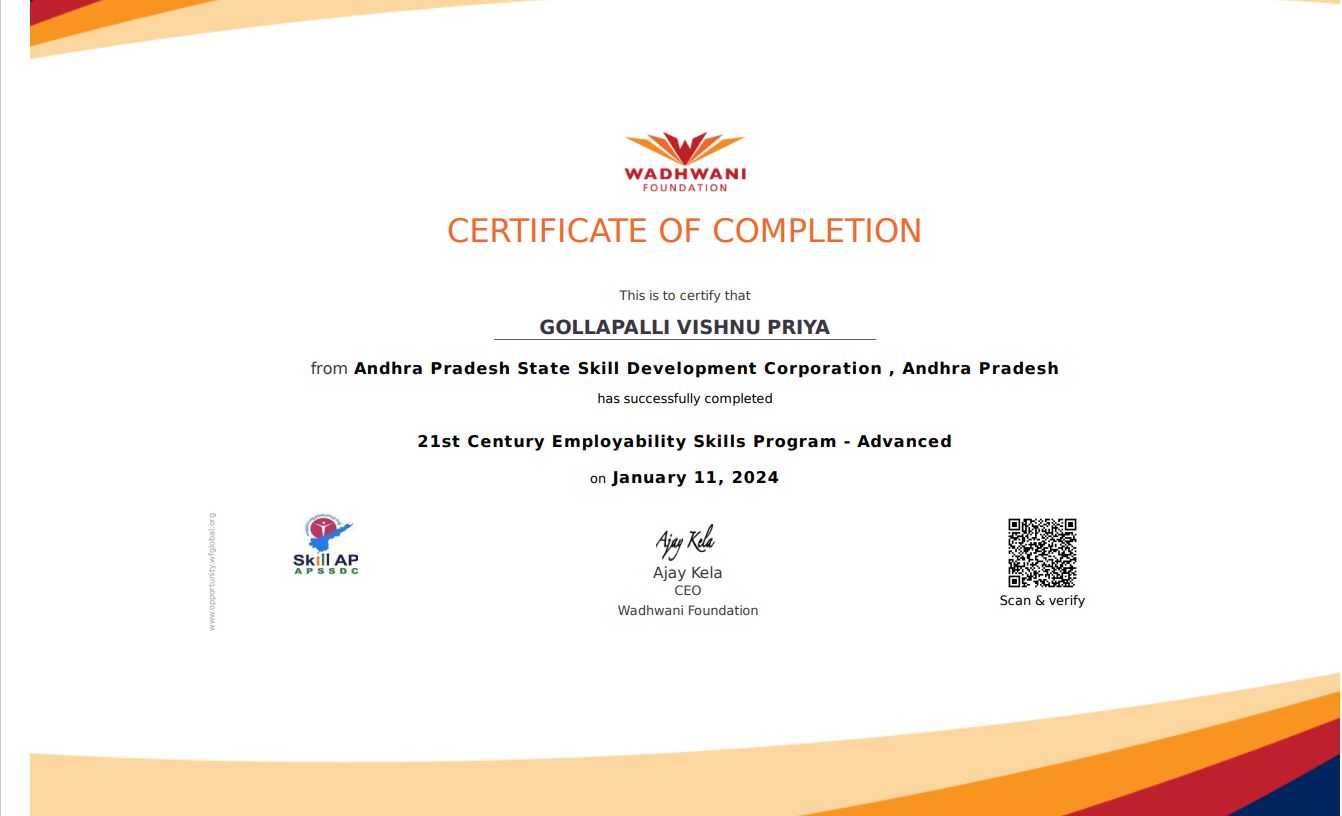 WADHWANI
FOUNDATION
CERTIFICATE OF COMPLETION
This is to certify that
GOLLAPALLI VISHNU PRIYA
from Andhra Pradesh State Skill Development Corporation , Andhra Pradesh
has successfully completed
21st Century Employability Skills Program - Advanced
on January 11, 2024
www.opportunity.wfglobal.org
Skill AP
APSSDC
Ajay Kela
Ajay Kela
CEO
Wadhwani Foundation
Scan & verify